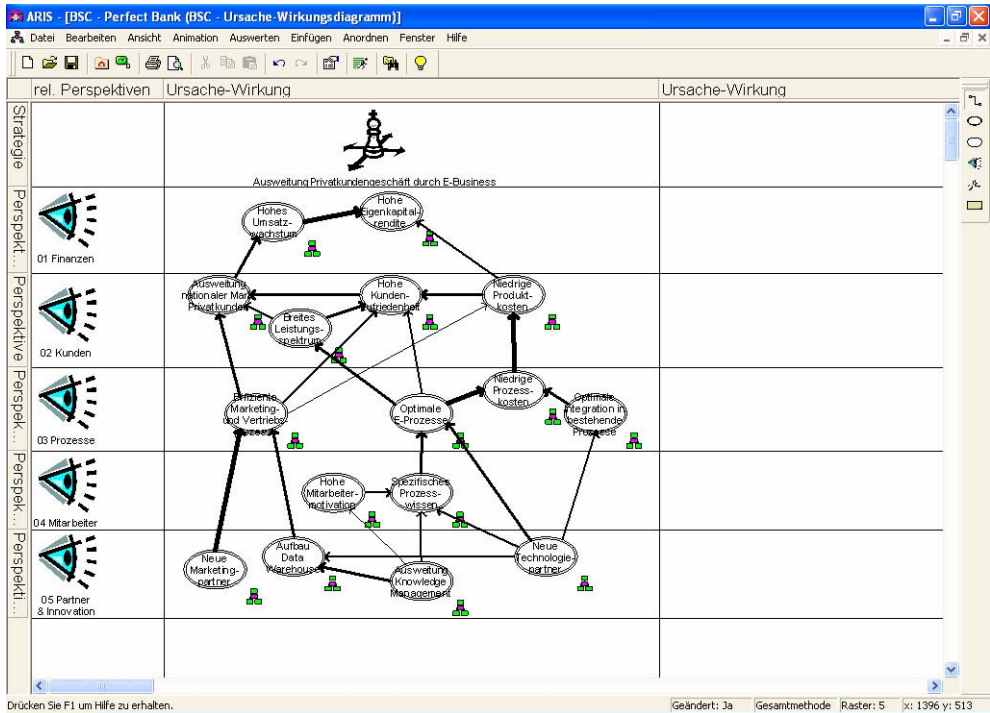 ARIS - [BSC - Perfect Bank (BSC - Ursache-Wirkungsdiagramm)]
Datei Bearbeiten Ansicht Animation Auswerten Einfügen Anordnen Fenster Hilfe
rel. Perspektiven Ursache-Wirkung Ursache-Wirkung
Strategie
Ausweitung Privatkundengeschäft durch E-Business
Perspekt...
01 Finanzen
Hohes
Umsatz-
wachstum
Hohe
Eigenkapital-
rendite
Perspektive
02 Kunden
Ausweitung
nationaler Markt
Privatkunden
Hohe
Kunden-
zufriedenheit
Niedrige
Produkt-
kosten
Breites
Leistungs-
spektrum
Perspek...
03 Prozesse
Effiziente
Marketing-
und Vertriebs-
prozesse
Optimale
E-Prozesse
Niedrige
Prozess-
kosten
Optimale
Integration in
bestehende
Prozesse
Perspek...
04 Mitarbeiter
Hohe
Mitarbeiter-
motivation
Spezifisches
Prozess-
wissen
Perspekti...
05 Partner
& Innovation
Neue
Marketing-
partner
Aufbau
Data
Warehouse
Ausweitung
Knowledge
Management
Neue
Technologie-
partner
Drücken Sie F1 um Hilfe zu erhalten.
Geändert: Ja Gesamtmethode Raster: 5 x: 1396 y: 513